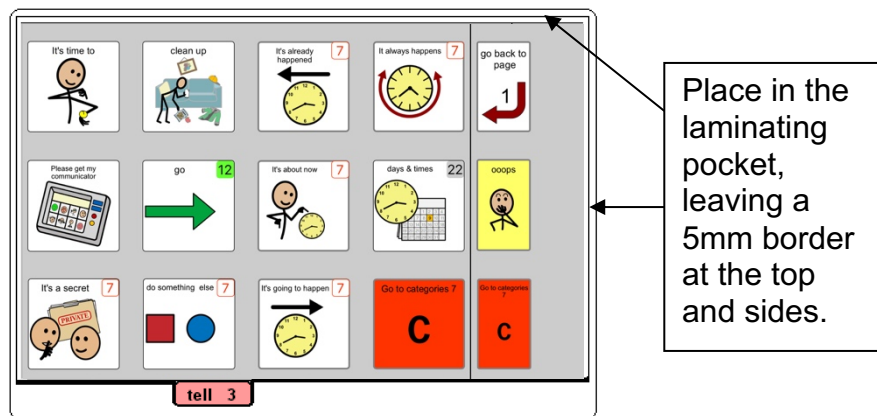 It's time to
clean up
It's already
happened
7
It always happens
7
go back to
page
1
Please get my
communicator
go
12
It's about now
7
days & times
22
ooops
It's a secret
7
PRIVATE
do something else
7
It's going to happen
7
Go to categories 7
C
Go to categories
7
C
tell 3
Place in the
laminating
pocket,
leaving a
5mm border
at the top
and sides.